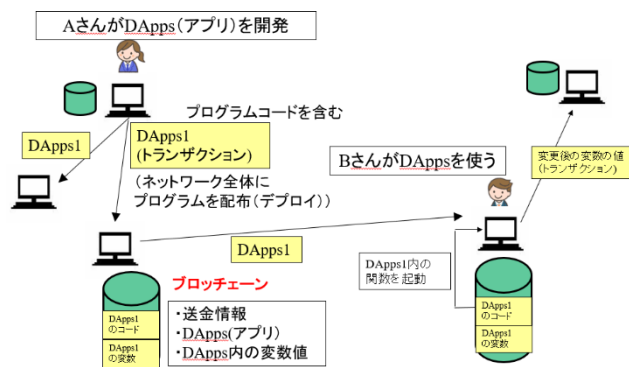 AさんがDApps(アプリ)を開発
プログラムコードを含む
DApps1
DApps1
(トランザクション)
(ネットワーク全体に
プログラムを配布(デプロイ))
BさんがDAppsを使う
変更後の変数の値
(トランザクション)
DApps1
DApps1内の
関数を起動
ブロッチェーン
・送金情報
・DApps(アプリ)
・DApps内の変数値
DApps1
のコード
DApps1
の変数
DApps1
のコード
DApps1
の変数